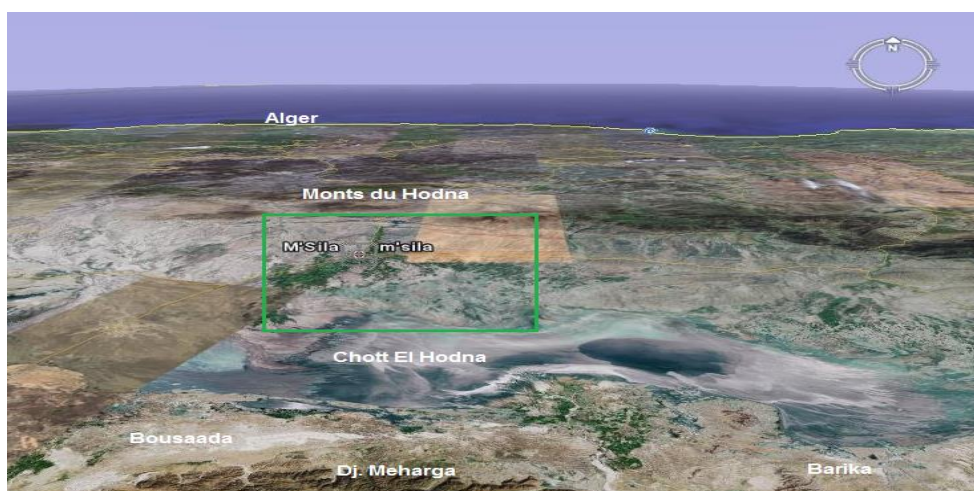 N
Alger
Monts du Hodna
M'Sila m'sila
Chott El Hodna
Bousaada
Dj. Meharga
Barika